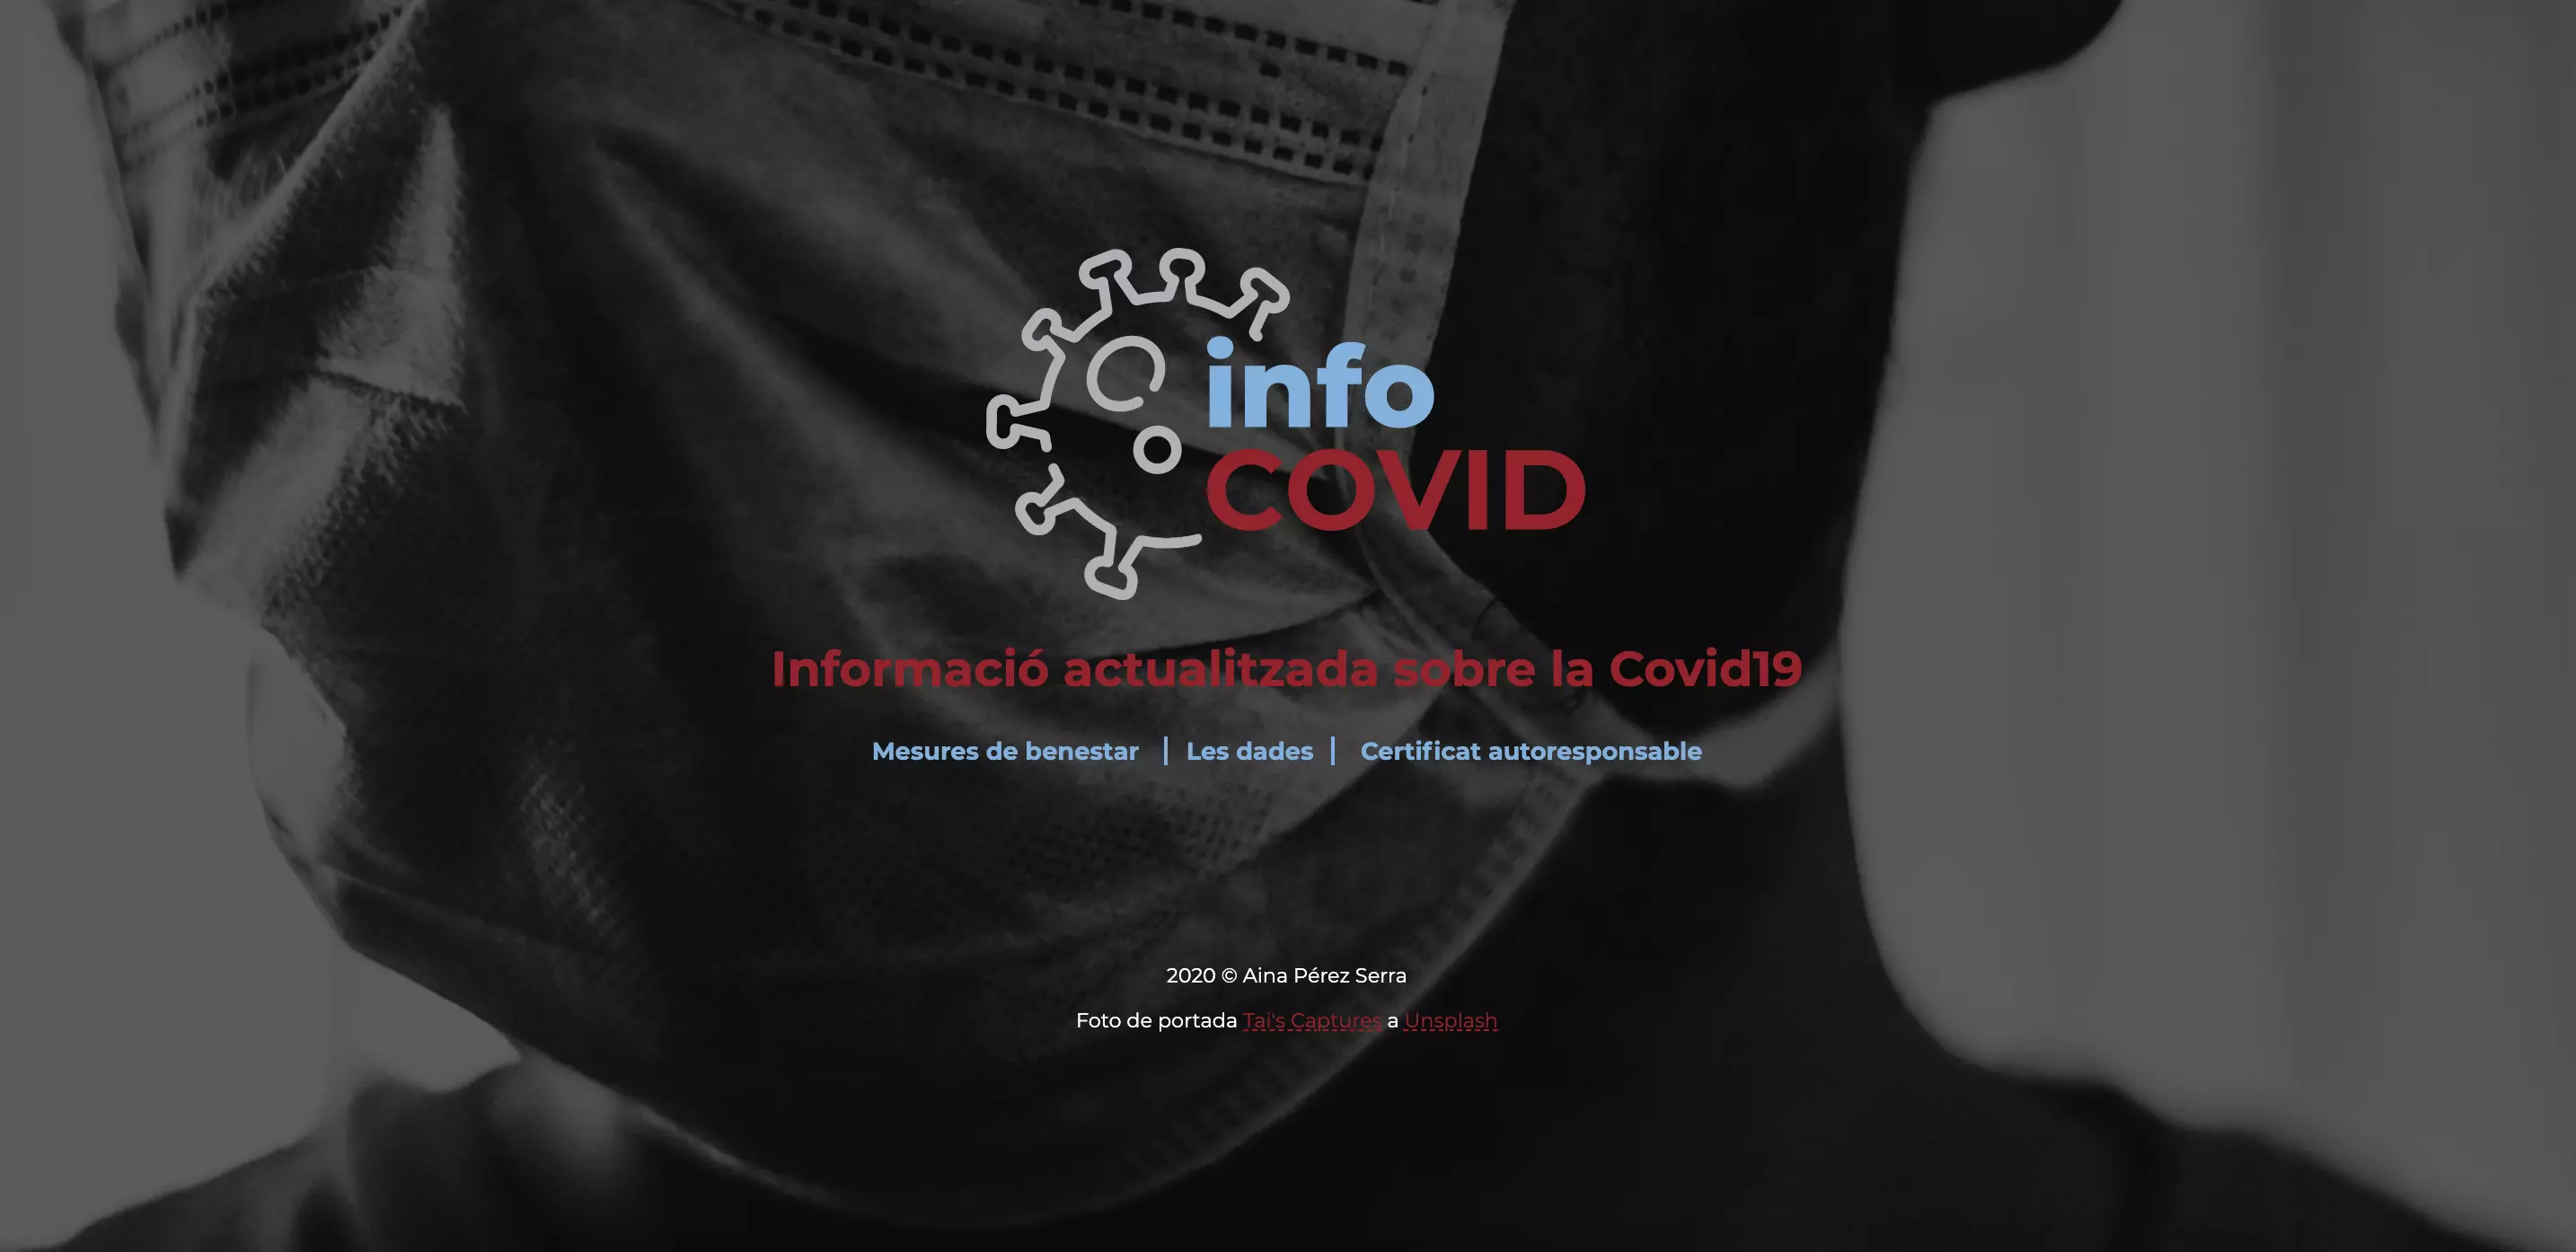 info
COVID
Informació actualitzada sobre la Covid19
Mesures de benestar | Les dades | Certificat autoresponsable
2020 © Aina Pérez Serra
Foto de portada Tai's Captures a Unsplash